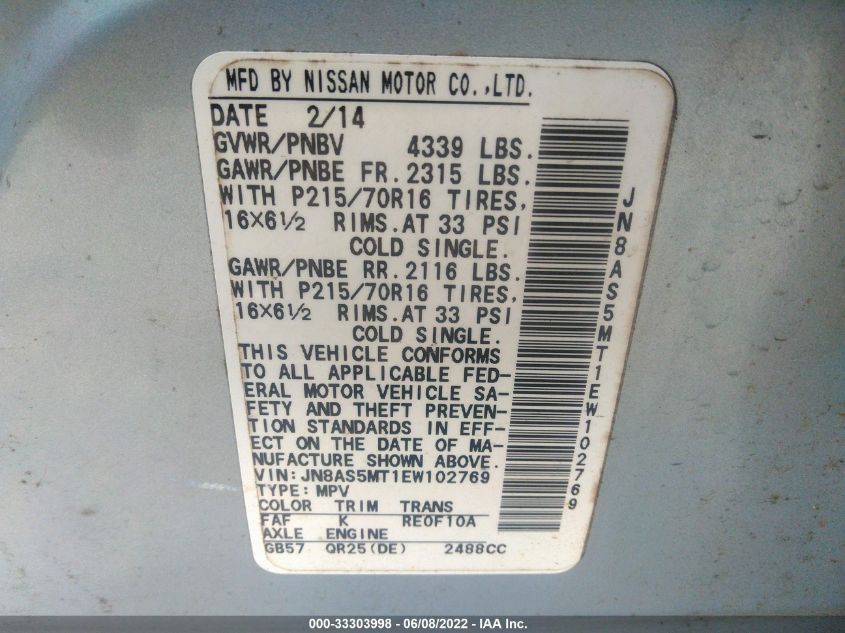 MFD BY NISSAN MOTOR CO.,LTD.
DATE 2/14
GVWR/PNBV 4339 LBS.
GAWR/PNBE FR.2315 LBS.
WITH P215/70R16 TIRES,
16×6½ RIMS.AT 33 PSI
COLD SINGLE.
GAWR/PNBE RR.2116 LBS.
WITH P215/70R16 TIRES,
16×6½ RIMS.AT 33 PSI
COLD SINGLE.
THIS VEHICLE CONFORMS
TO ALL APPLICABLE FED-
ERAL MOTOR VEHICLE SA-
FETY AND THEFT PREVEN-
TION STANDARDS IN EFF-
ECT ON THE DATE OF MA-
NUFACTURE SHOWN ABOVE.
VIN:JN8AS5MT1EW102769
TYPE:MPV
COLOR TRIM TRANS
FAF K RE0F10A
AXLE ENGINE
GB57 QR25(DE) 2488CC
JN8AS5MT1EW102769
000-33303998 - 06/08/2022 - IAA Inc.